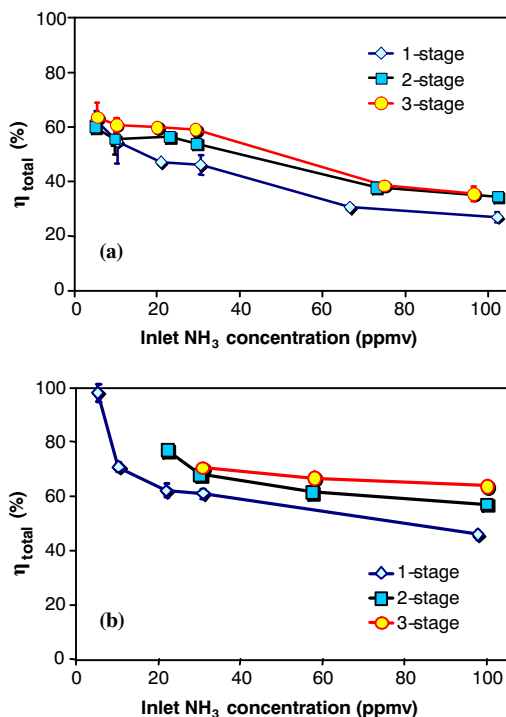 100
80
60
40
20
0
η total (%)
1-stage
2-stage
3-stage
(a)
0 20 40 60 80 100
Inlet NH₃ concentration (ppmv)
100
80
60
40
20
0
η total (%)
1-stage
2-stage
3-stage
(b)
0 20 40 60 80 100
Inlet NH₃ concentration (ppmv)